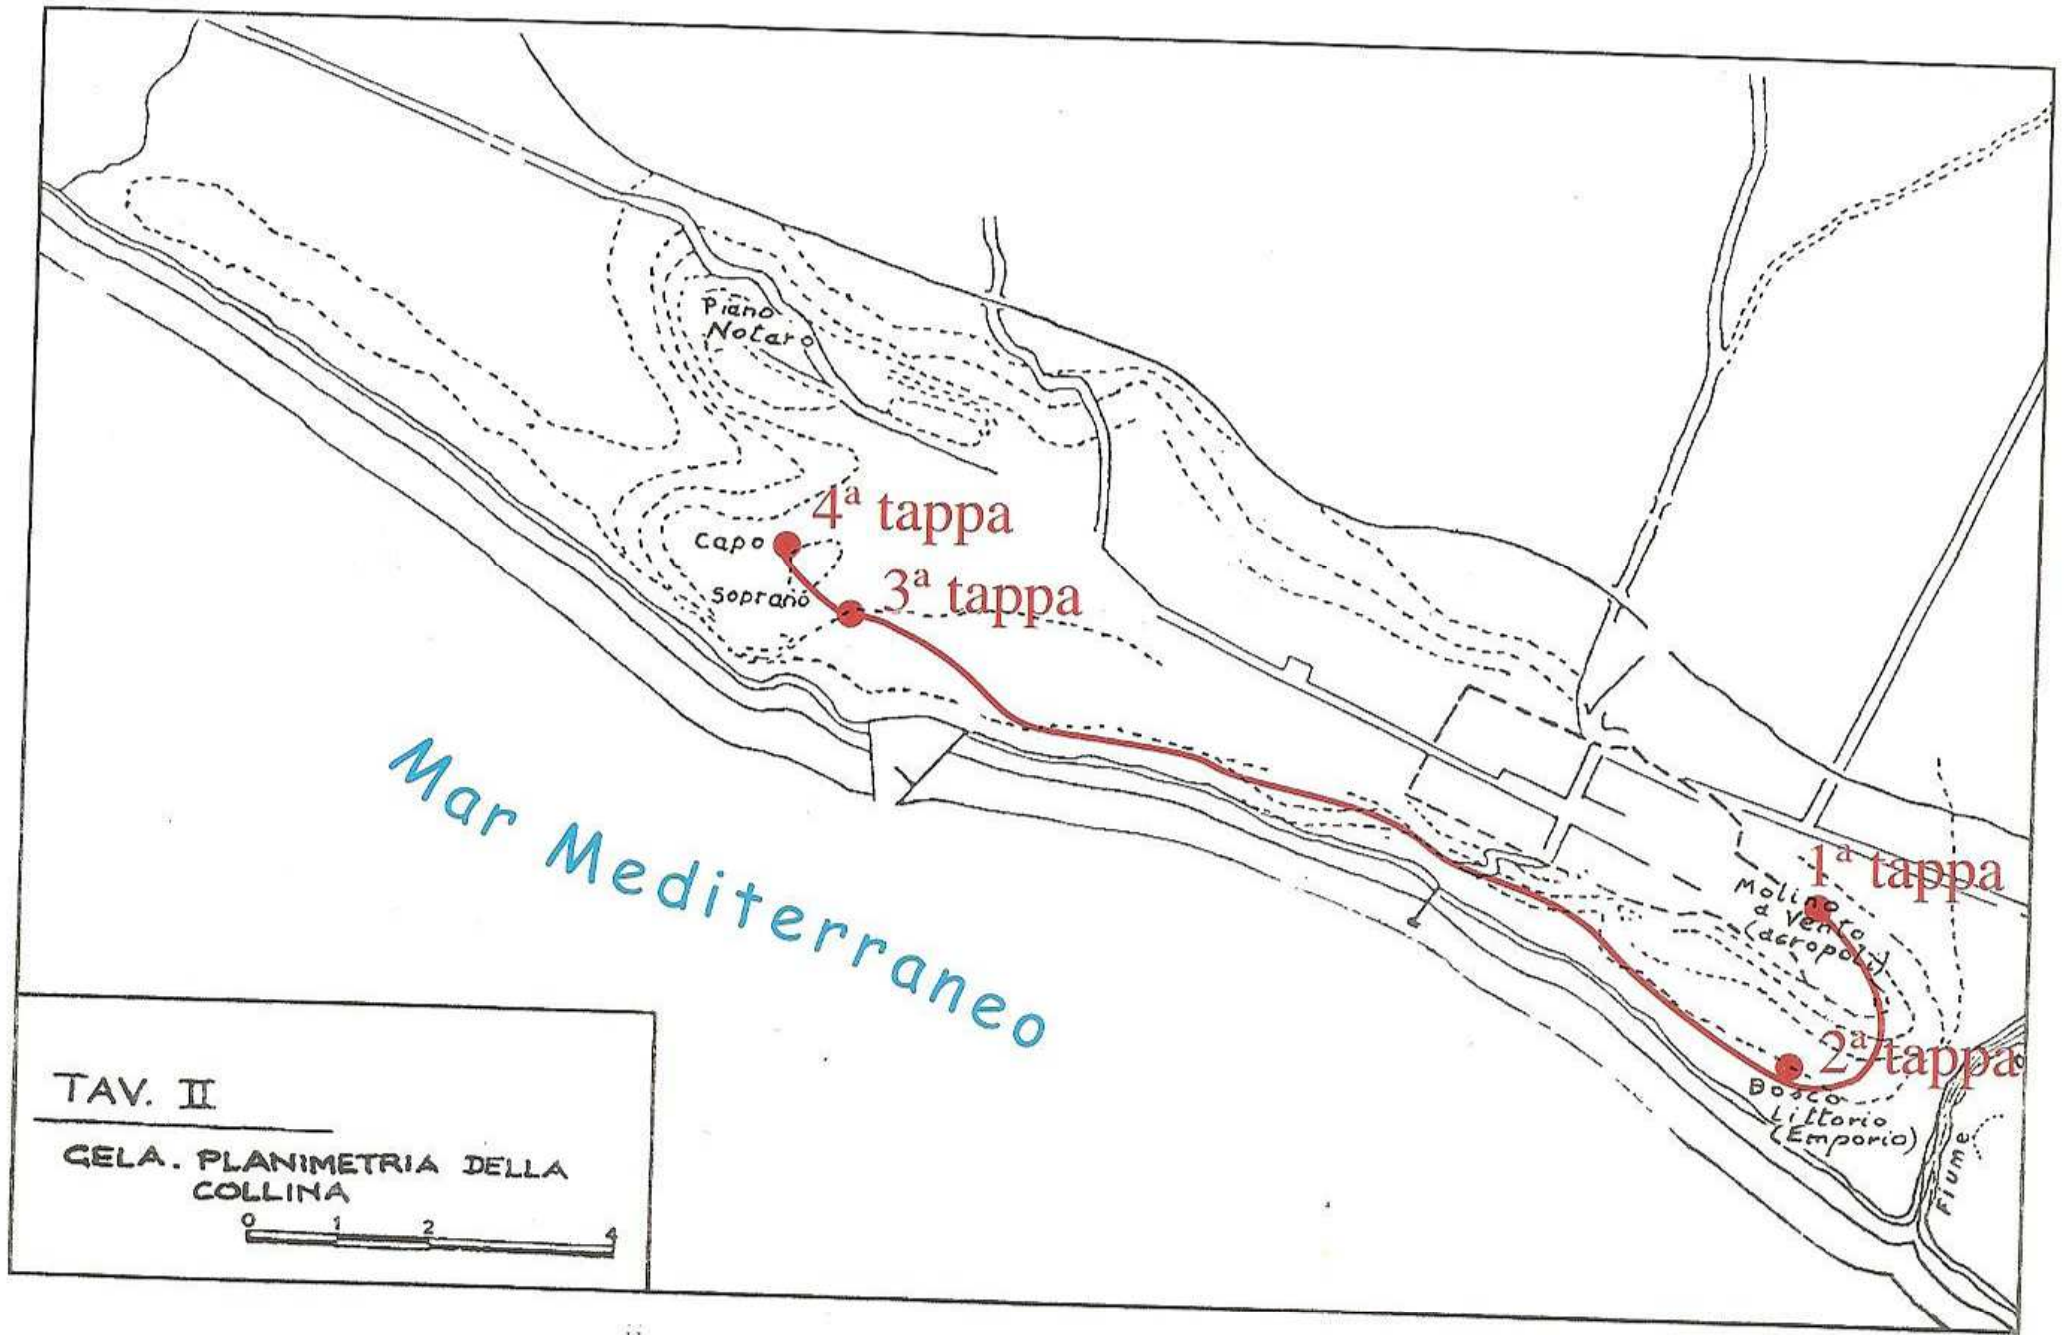 Piano
Notaro
4ª tappa
Capo
3ª tappa
soprano
1ª tappa
Molino
a Vento
(acropoli)
2ª tappa
Bosco
Littorio
(Emporio)
Fiume
Mar Mediterraneo
TAV. II
GELA. PLANIMETRIA DELLA
COLLINA
0 1 2 4